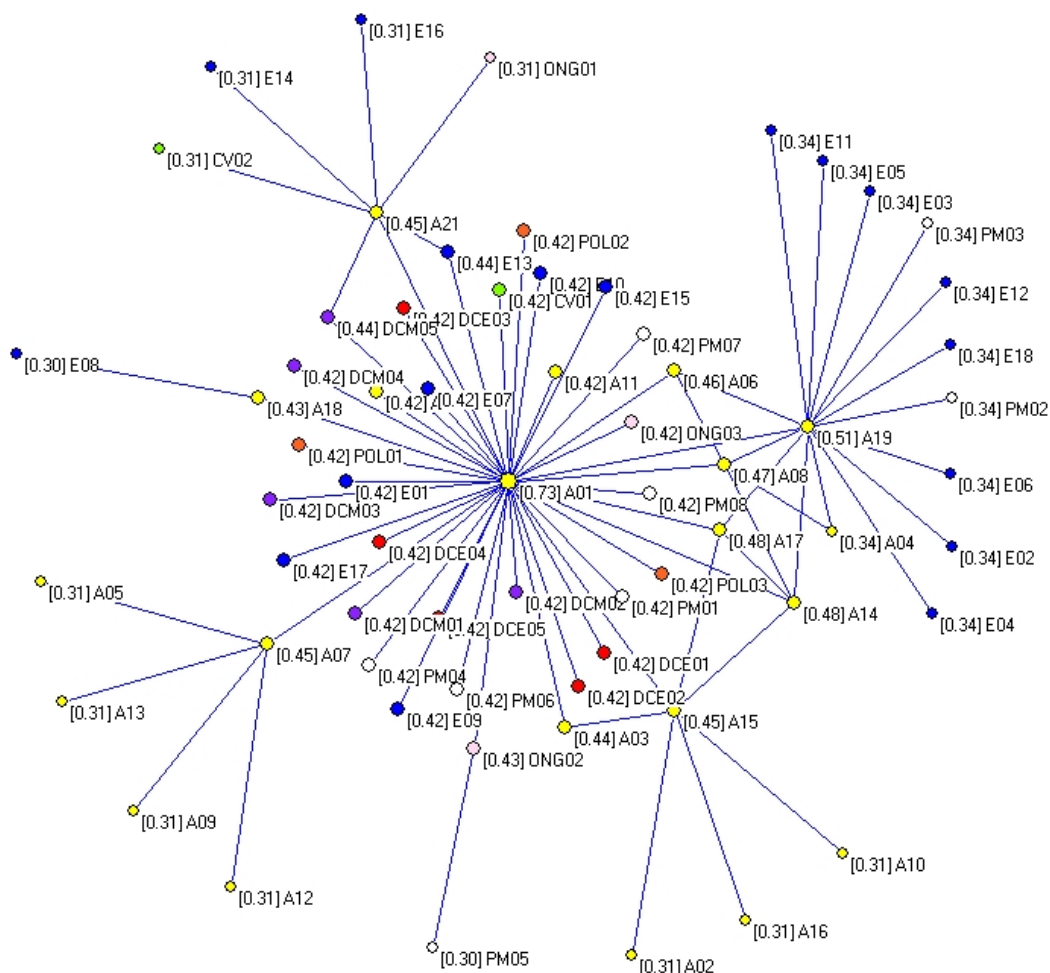 [0.31] E16
[0.31] ONG01
[0.31] E14
[0.34] E11
[0.31] CV02
[0.34] E05
[0.34] E03
[0.45] A21
[0.34] PM03
[0.42] POL02
[0.44] E13
[0.34] E12
[0.42] CV01
[0.42] E15
[0.42] DCE03
[0.44] DCM05
[0.42] PM07
[0.34] E18
[0.30] E08
[0.42] DCM04
[0.42] A11
[0.46] A06
[0.42]
[0.42] E07
[0.34] PM02
[0.43] A18
[0.42] ONG03
[0.51] A19
[0.42] POL01
[0.47] A08
[0.34] E06
[0.42] E01
[0.73] A01
[0.42] PM08
[0.42] DCM03
[0.48] A17
[0.34] A04
[0.42] DCE04
[0.34] E02
[0.42] E17
[0.42] POL03
[0.31] A05
[0.42] DCM02
[0.42] PM01
[0.48] A14
[0.42] DCM01
[0.42] DCE05
[0.34] E04
[0.45] A07
[0.42] DCE01
[0.42] PM04
[0.42] DCE02
[0.42] PM06
[0.31] A13
[0.42] E09
[0.45] A15
[0.44] A03
[0.43] ONG02
[0.31] A09
[0.31] A10
[0.31] A12
[0.31] A16
[0.30] PM05
[0.31] A02